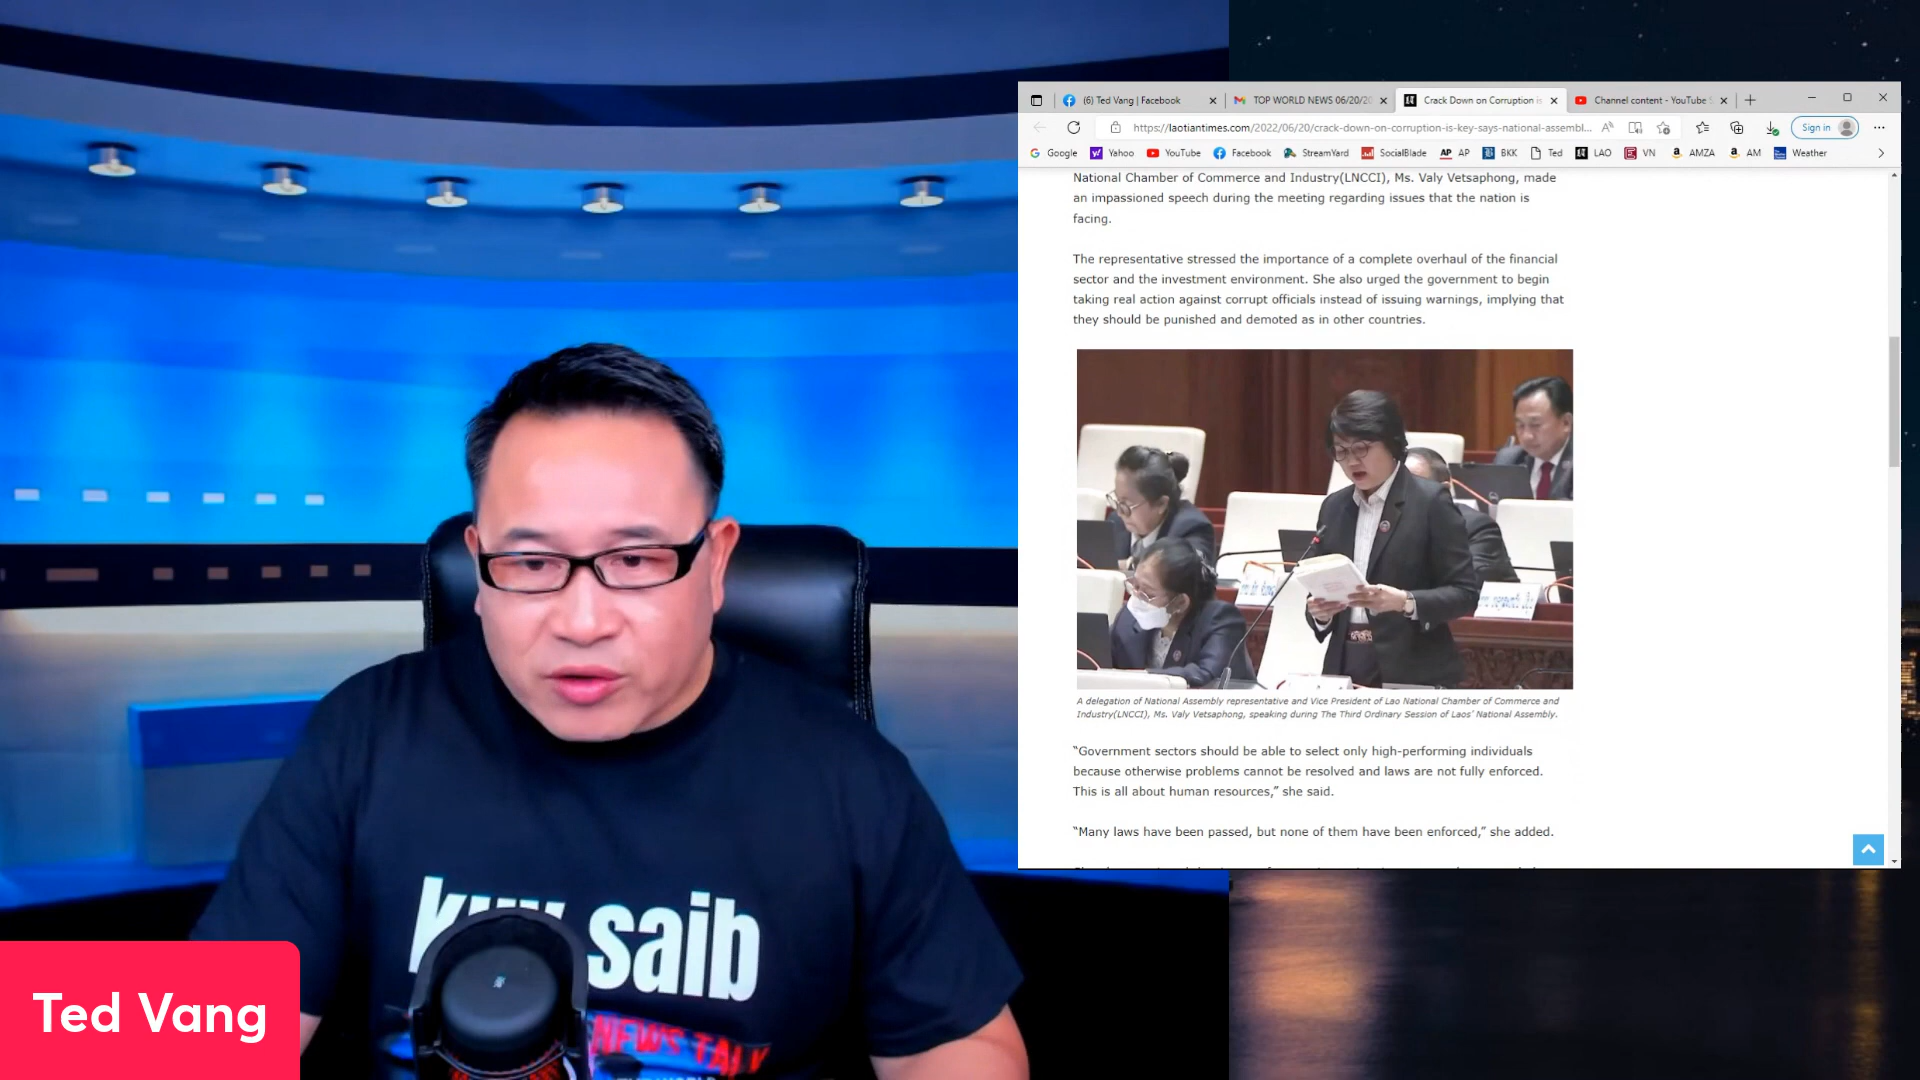 (6) Ted Vang | Facebook
TOP WORLD NEWS 06/20/20
Crack Down on Corruption is
Channel content - YouTube S
https://laotiantimes.com/2022/06/20/crack-down-on-corruption-is-key-says-national-assembl...
Sign in
Google
Yahoo
YouTube
Facebook
StreamYard
SocialBlade
AP AP
BKK
Ted
LAO
VN
AMZA
AM
Weather
National Chamber of Commerce and Industry(LNCCI), Ms. Valy Vetsaphong, made
an impassioned speech during the meeting regarding issues that the nation is
facing.
The representative stressed the importance of a complete overhaul of the financial
sector and the investment environment. She also urged the government to begin
taking real action against corrupt officials instead of issuing warnings, implying that
they should be punished and demoted as in other countries.
A delegation of National Assembly representative and Vice President of Lao National Chamber of Commerce and
Industry(LNCCI), Ms. Valy Vetsaphong, speaking during The Third Ordinary Session of Laos' National Assembly.
“Government sectors should be able to select only high-performing individuals
because otherwise problems cannot be resolved and laws are not fully enforced.
This is all about human resources,” she said.
“Many laws have been passed, but none of them have been enforced,” she added.
saib
NEWS TALK
Ted Vang